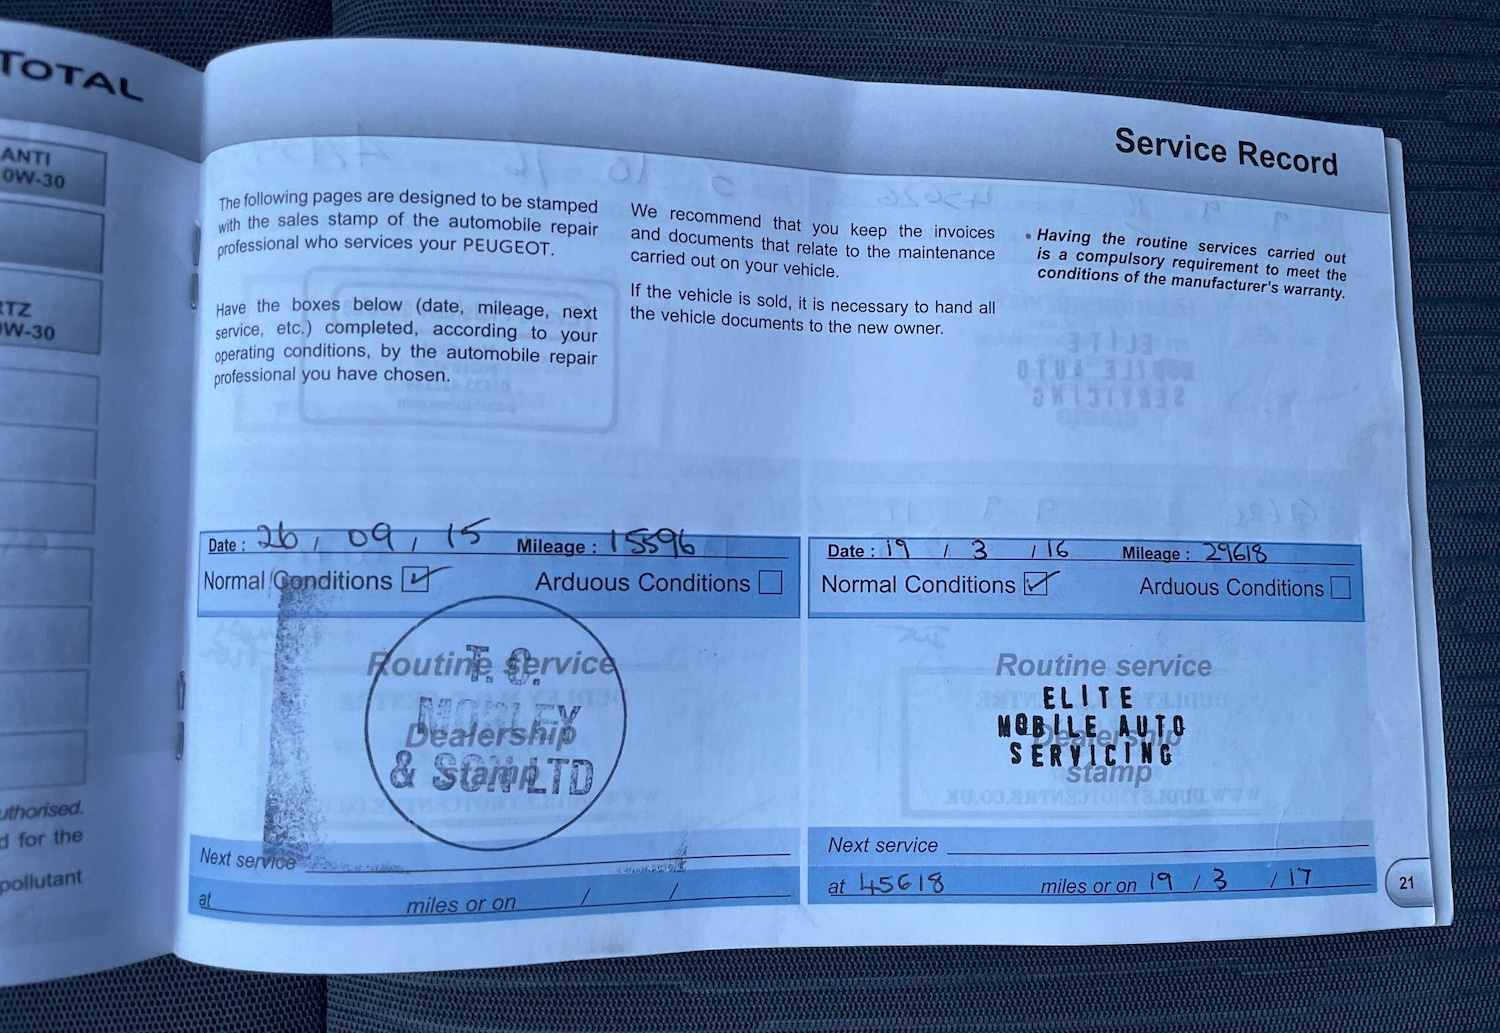 TOTAL
ANTI
0W-30
RTZ
0W-30
uthorised.
d for the
pollutant
Service Record
The following pages are designed to be stamped
with the sales stamp of the automobile repair
professional who services your PEUGEOT.
Have the boxes below (date, mileage, next
service, etc.) completed, according to your
operating conditions, by the automobile repair
professional you have chosen.
We recommend that you keep the invoices
and documents that relate to the maintenance
carried out on your vehicle.
If the vehicle is sold, it is necessary to hand all
the vehicle documents to the new owner.
• Having the routine services carried out
is a compulsory requirement to meet the
conditions of the manufacturer's warranty.
Date : 26 / 09 / 15 Mileage : 15596
Normal Conditions Arduous Conditions
Routine service
Dealership
stamp
T. O.
MORLEY
& SON LTD
Next service
at miles or on / /
Date : 19 / 3 / 16 Mileage : 29618
Normal Conditions Arduous Conditions
Routine service
Dealership
stamp
ELITE
MOBILE AUTO
SERVICING
Next service
at 45618 miles or on 19 / 3 / 17
21